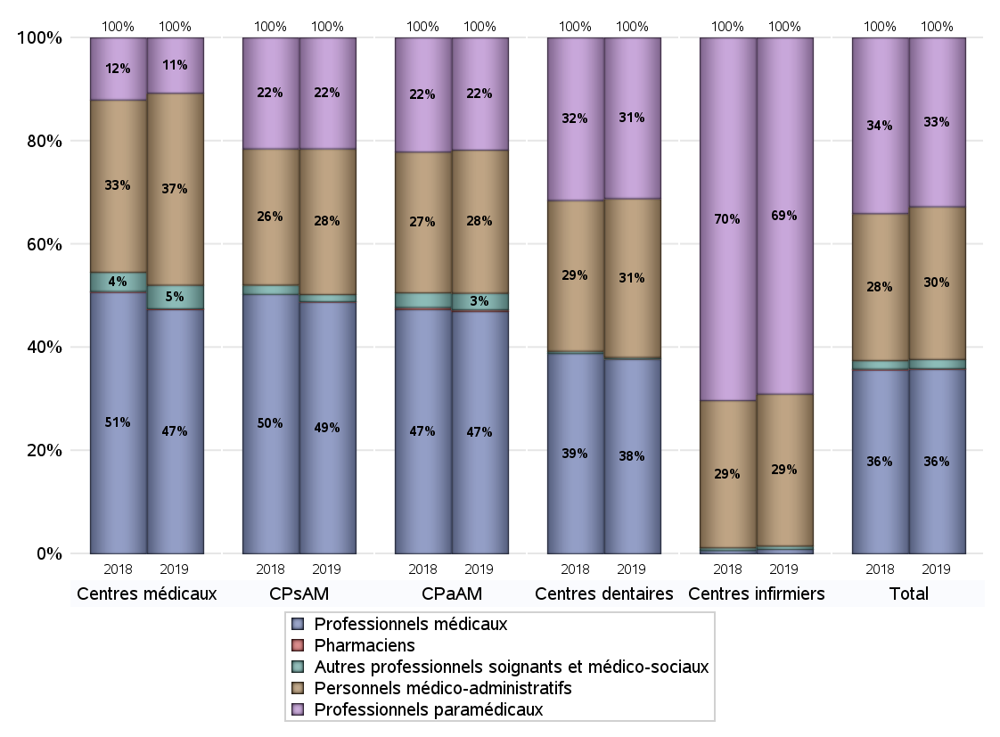 100% 100% 100% 100% 100% 100% 100% 100% 100% 100% 100% 100%
100%
12% 11% 22% 22% 22% 22% 32% 31% 70% 69% 34% 33%
80%
33% 37% 26% 28% 27% 28% 29% 31% 29% 29% 28% 30%
60%
4% 5% 3%
40%
51% 47% 50% 49% 47% 47% 39% 38% 36% 36%
20%
0%
2018 2019 2018 2019 2018 2019 2018 2019 2018 2019 2018 2019
Centres médicaux CPsAM CPaAM Centres dentaires Centres infirmiers Total
Professionnels médicaux
Pharmaciens
Autres professionnels soignants et médico-sociaux
Personnels médico-administratifs
Professionnels paramédicaux